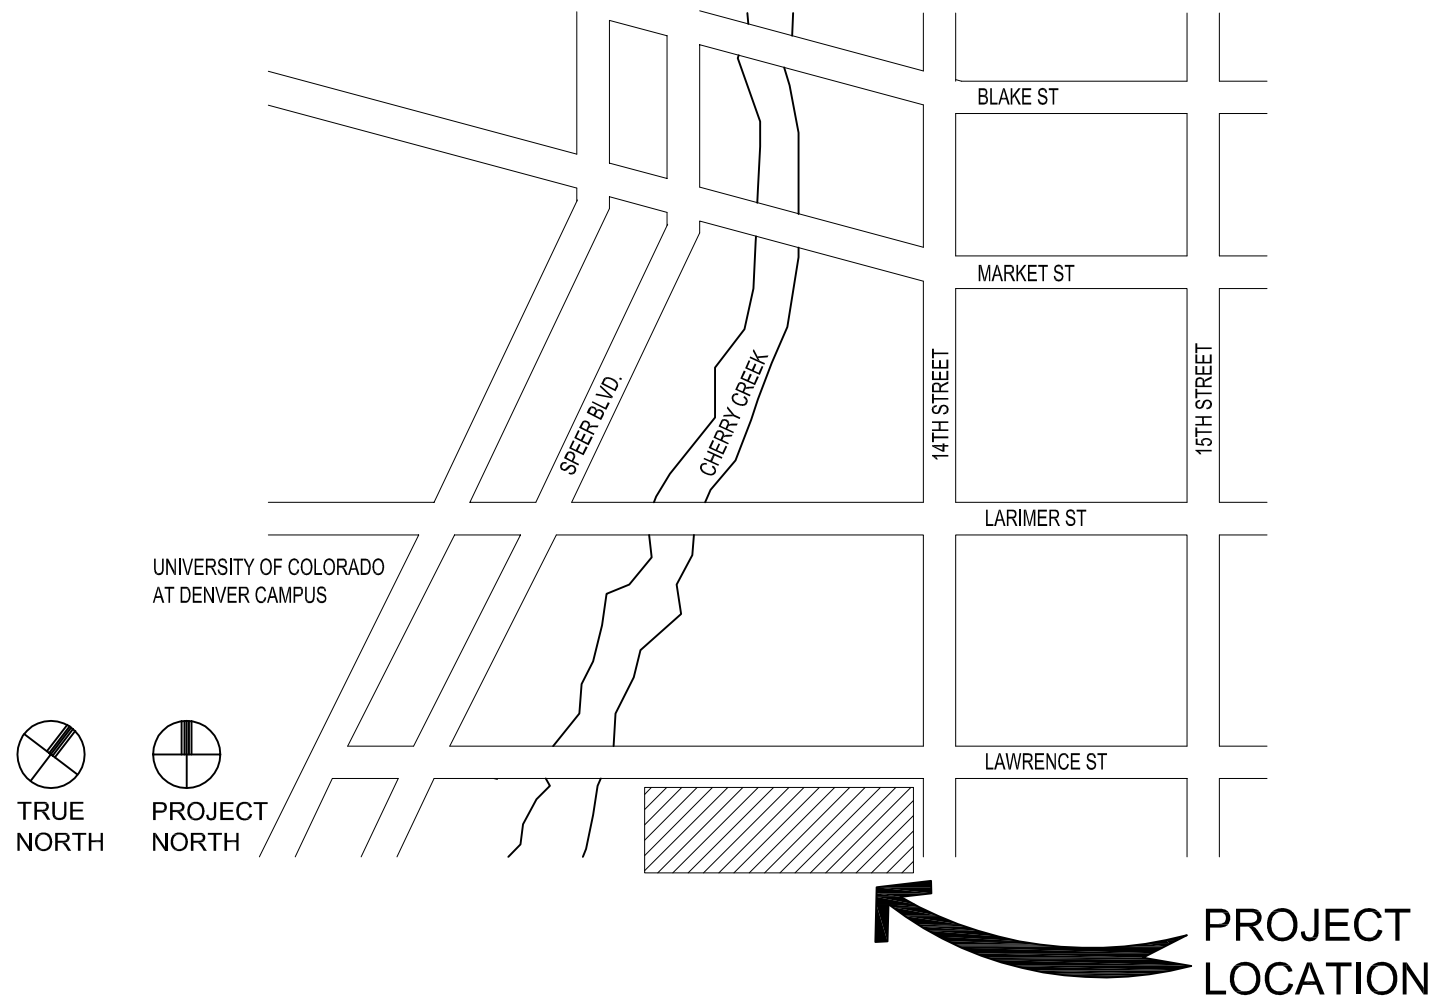 BLAKE ST
MARKET ST
14TH STREET
15TH STREET
SPEER BLVD.
CHERRY CREEK
LARIMER ST
UNIVERSITY OF COLORADO
AT DENVER CAMPUS
LAWRENCE ST
TRUE
NORTH
PROJECT
NORTH
PROJECT
LOCATION